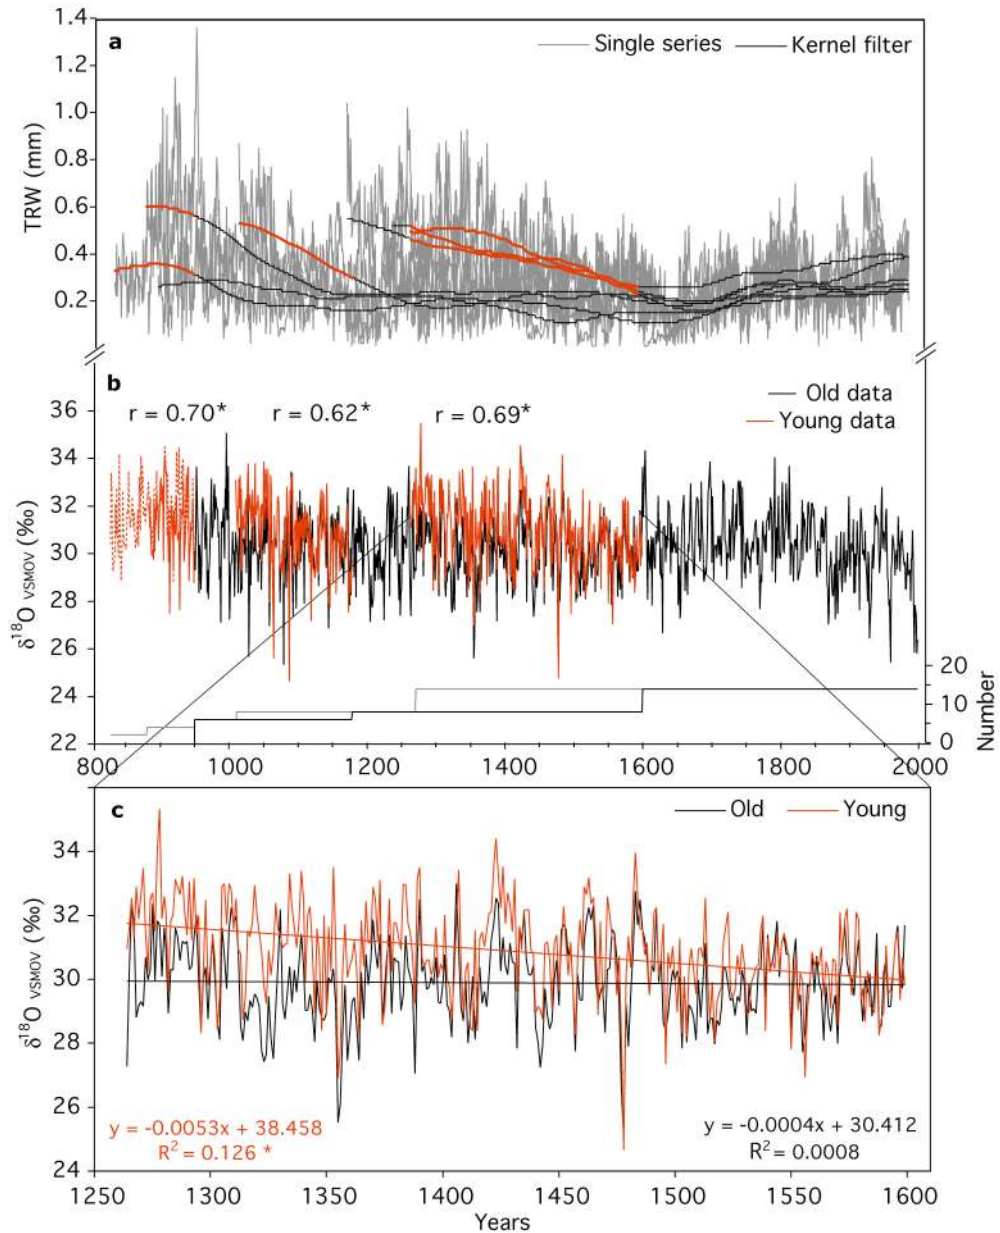 a
Single series
Kernel filter
1.4
1.2
1.0
0.8
0.6
0.4
0.2
TRW (mm)
b
r = 0.70*
r = 0.62*
r = 0.69*
Old data
Young data
36
34
32
30
28
26
24
22
δ¹⁸O VSMOV (‰)
20
10
0
Number
800 1000 1200 1400 1600 1800 2000
c
Old
Young
34
32
30
28
26
24
δ¹⁸O VSMOV (‰)
y = -0.0053x + 38.458
R² = 0.126 *
y = -0.0004x + 30.412
R² = 0.0008
1250 1300 1350 1400 1450 1500 1550 1600
Years